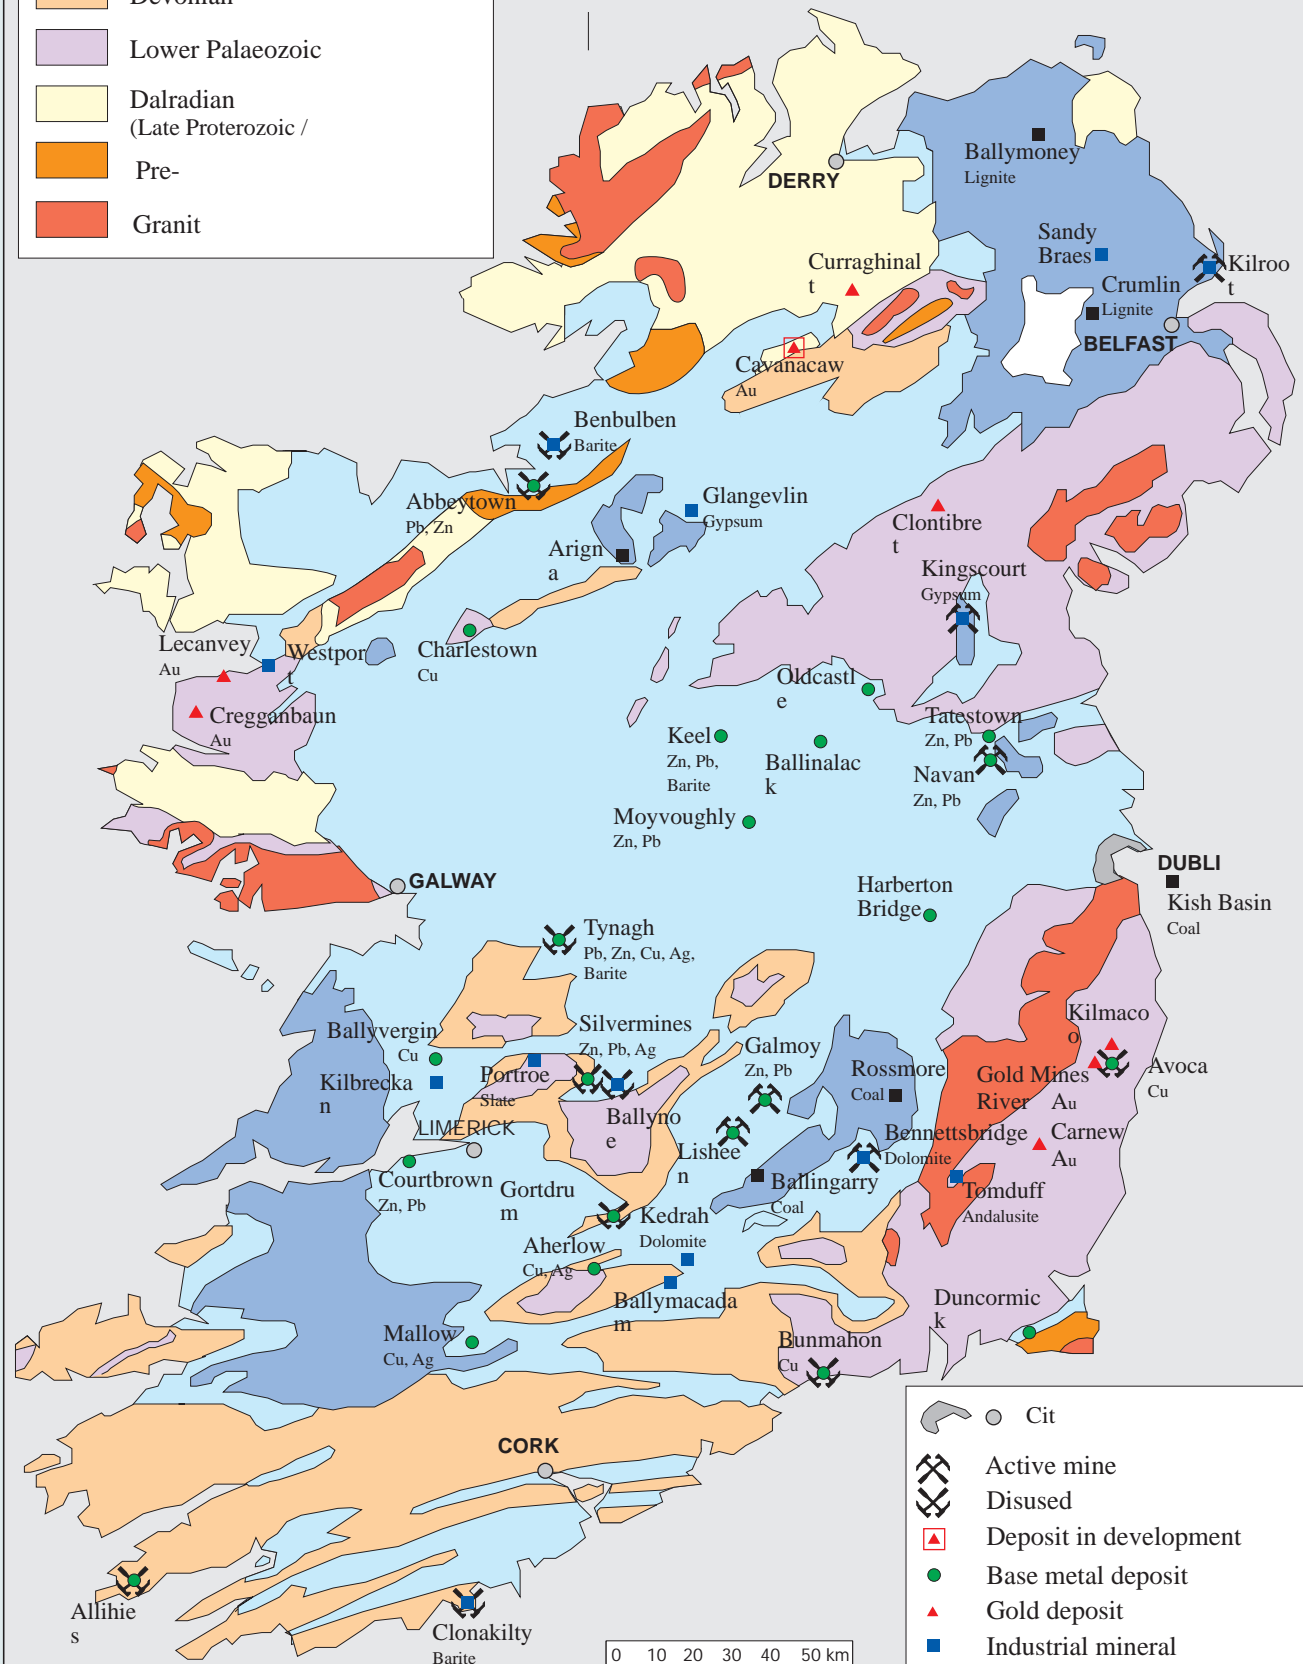 Devonian
Lower Palaeozoic
Dalradian
(Late Proterozoic /
Pre-
Granit
DERRY
Ballymoney
Lignite
Sandy
Braes
Kilroo
t
Curraghinal
t
Crumlin
Lignite
BELFAST
Cavanacaw
Au
Benbulben
Barite
Abbeytown
Pb, Zn
Glangevlin
Gypsum
Clontibre
t
Arign
a
Kingscourt
Gypsum
Lecanvey
Au
Westpor
t
Charlestown
Cu
Oldcastl
e
Cregganbaun
Au
Tatestown
Zn, Pb
Keel
Zn, Pb,
Barite
Ballinalac
k
Navan
Zn, Pb
Moyvoughly
Zn, Pb
DUBLI
Kish Basin
Coal
GALWAY
Harberton
Bridge
Tynagh
Pb, Zn, Cu, Ag,
Barite
Kilmaco
o
Ballyvergin
Cu
Silvermines
Zn, Pb, Ag
Galmoy
Zn, Pb
Rossmore
Coal
Gold Mines
River
Au
Avoca
Cu
Kilbrecka
n
Portroe
Slate
Ballyno
e
LIMERICK
Lishee
n
Bennettsbridge
Dolomite
Carnew
Au
Courtbrown
Zn, Pb
Gortdru
m
Ballingarry
Coal
Tomduff
Andalusite
Kedrah
Dolomite
Aherlow
Cu, Ag
Ballymacada
m
Duncormic
k
Mallow
Cu, Ag
Bunmahon
Cu
CORK
Allihie
s
Clonakilty
Barite
Cit
Active mine
Disused
Deposit in development
Base metal deposit
Gold deposit
Industrial mineral
0 10 20 30 40 50 km